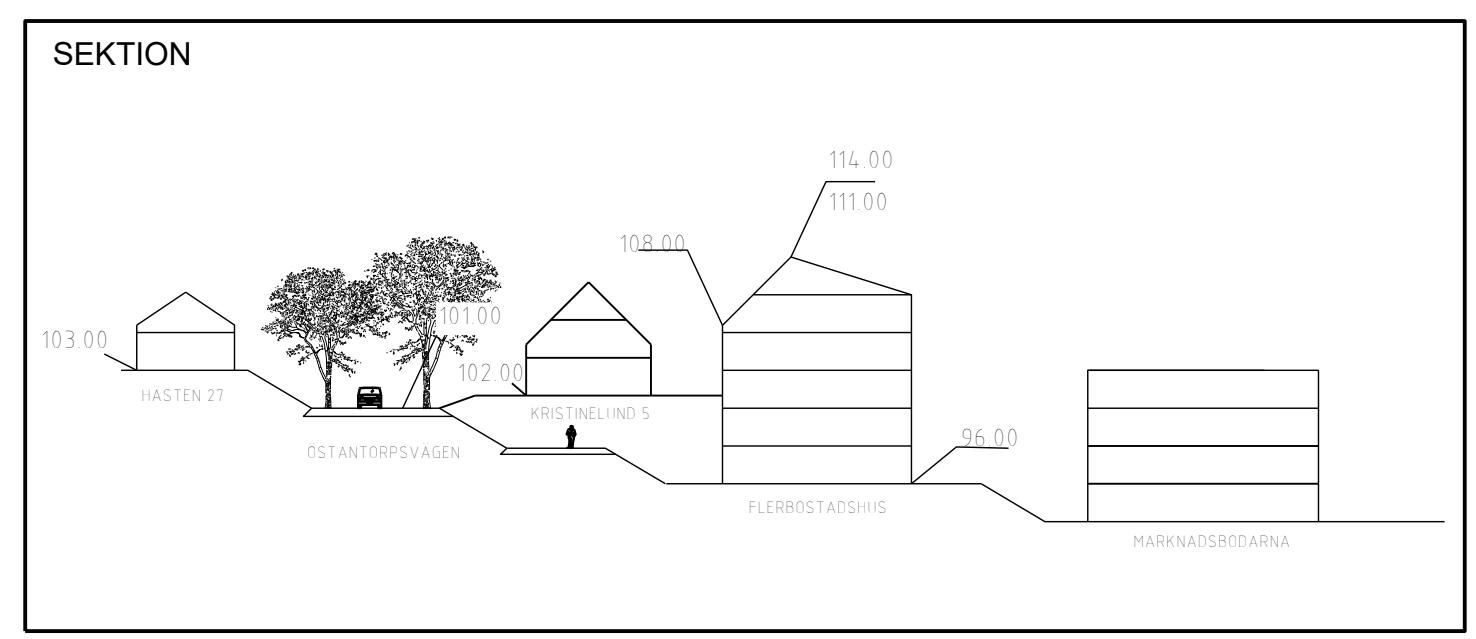 SEKTION
114.00
111.00
108.00
101.00
103.00
102.00
HÄSTEN 27
KRISTINELUND 5
96.00
ÖSTANTORPSVÄGEN
FLERBOSTADSHUS
MARKNADSBODARNA